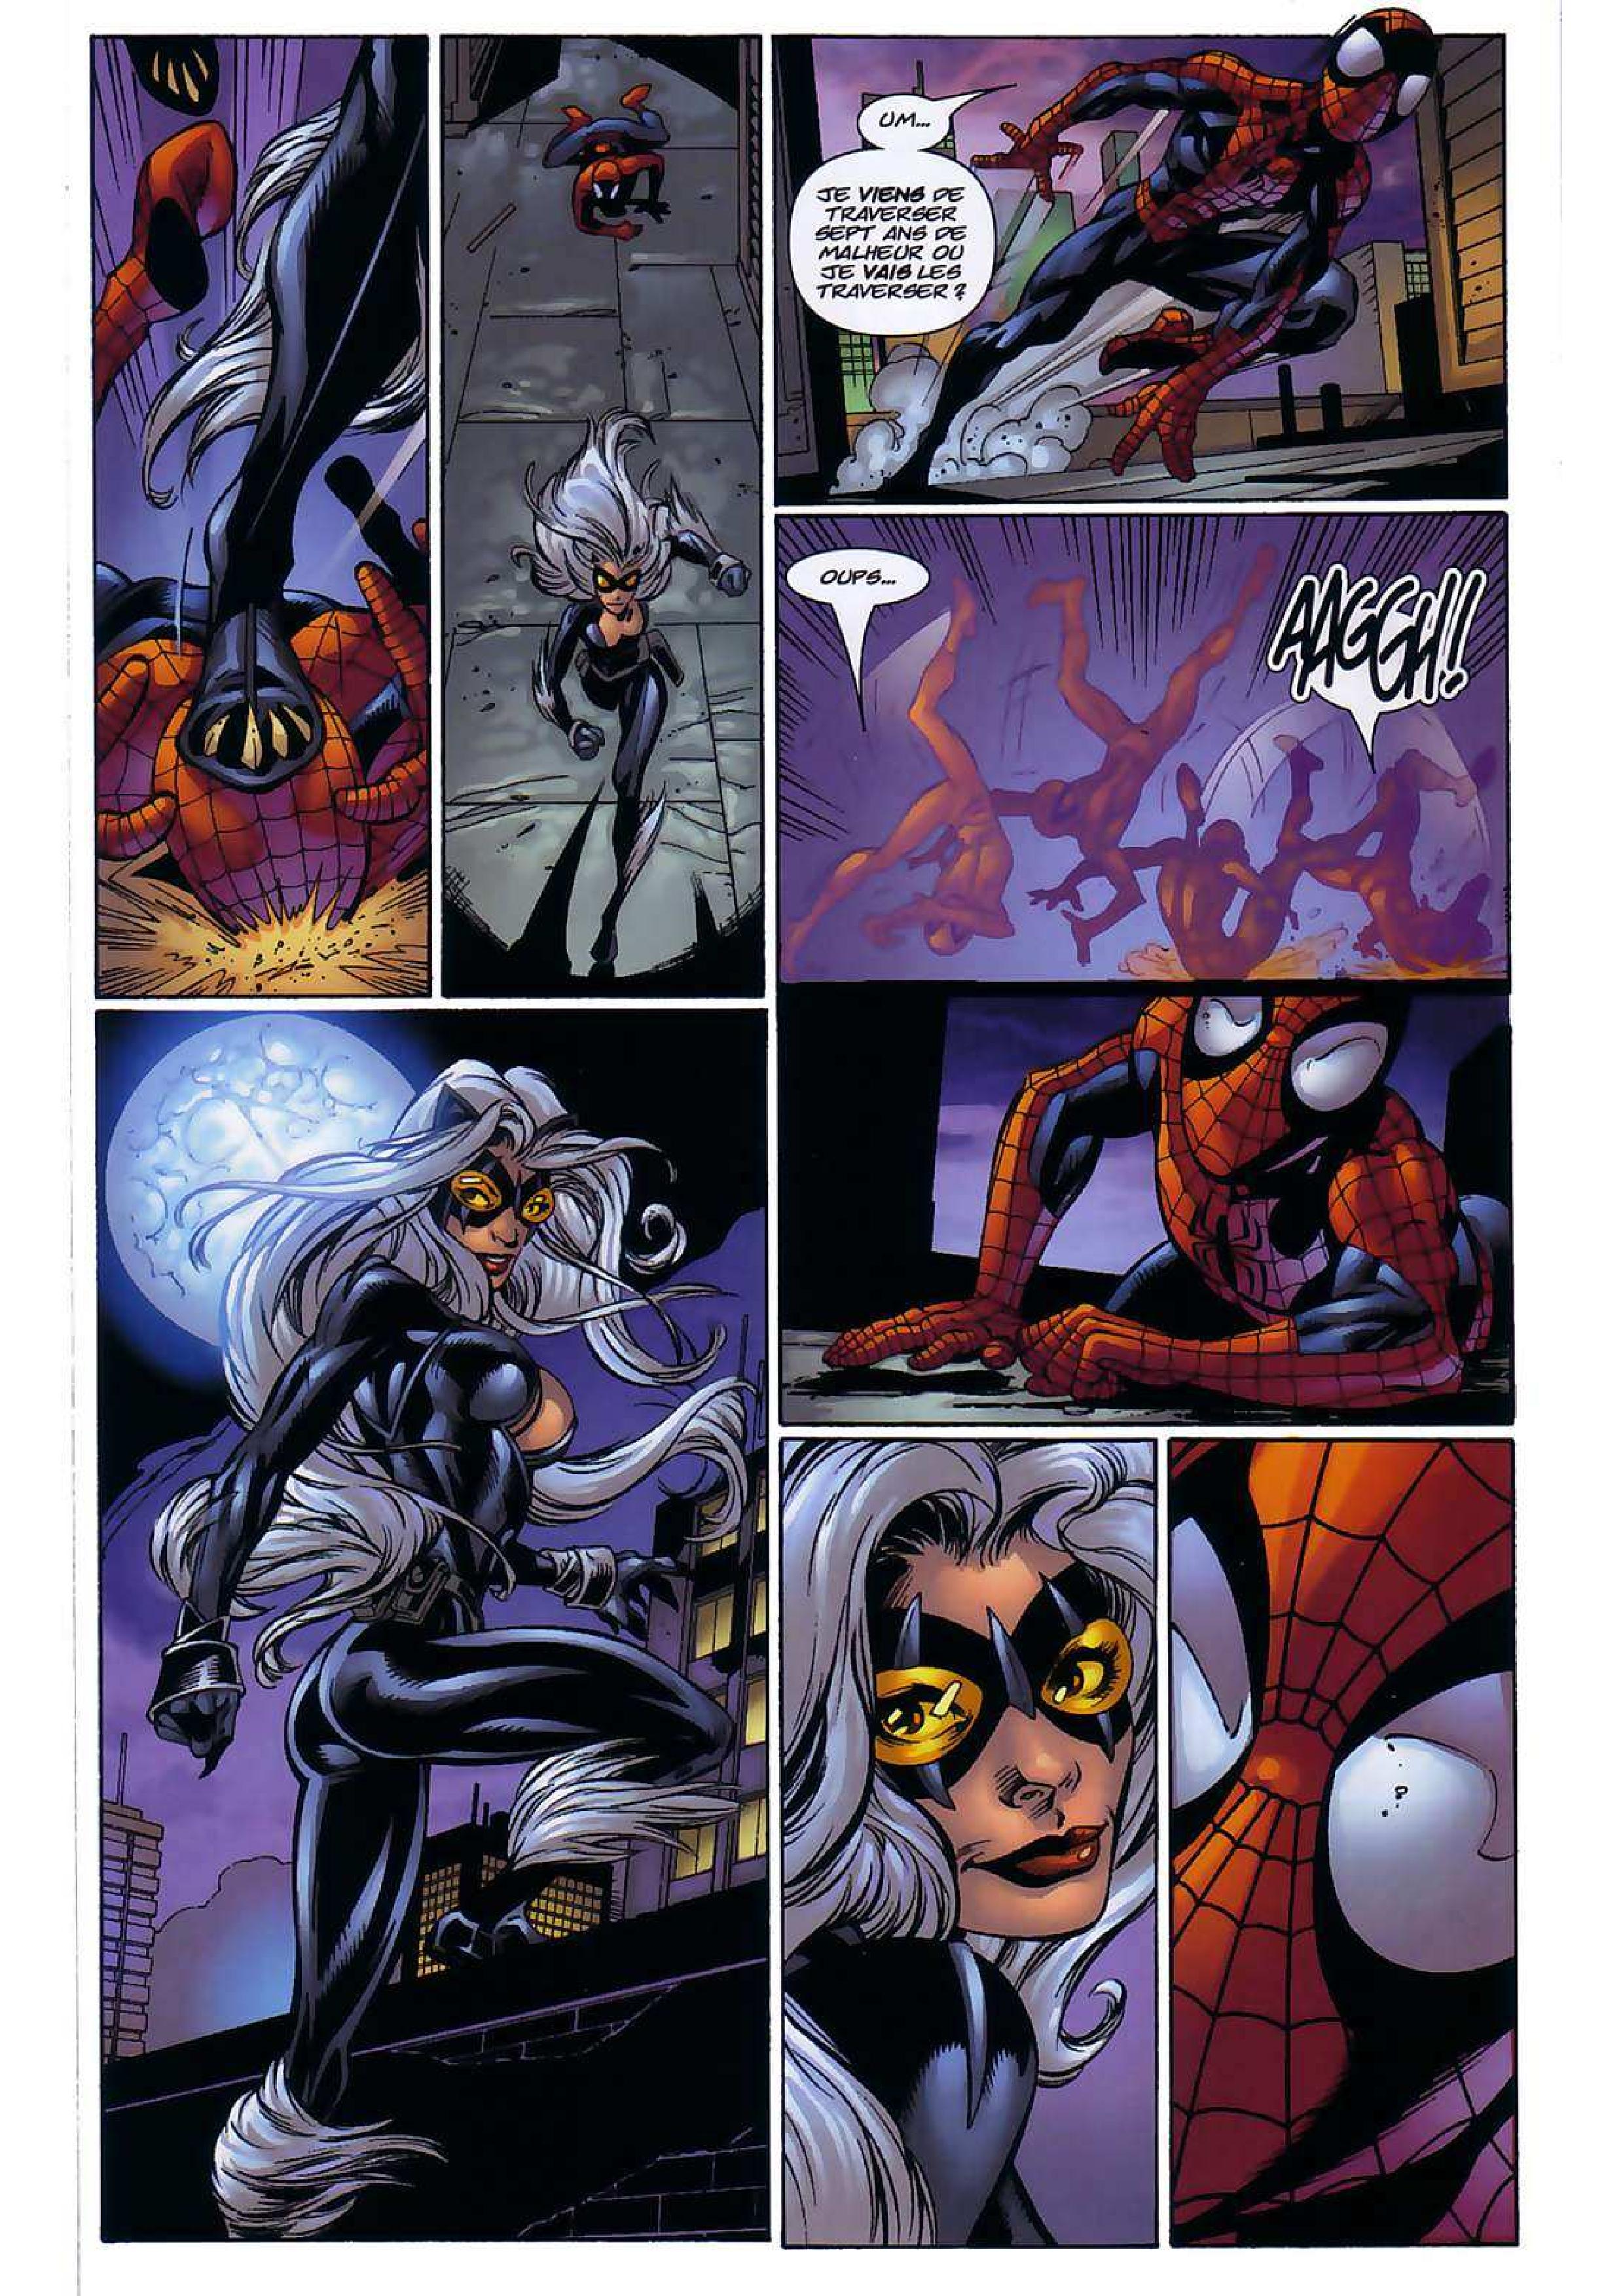 UM...
JE VIENS DE
TRAVERSER
SEPT ANS DE
MALHEUR OU
JE VAIS LES
TRAVERSER ?
OUPS...
AAGGH!!